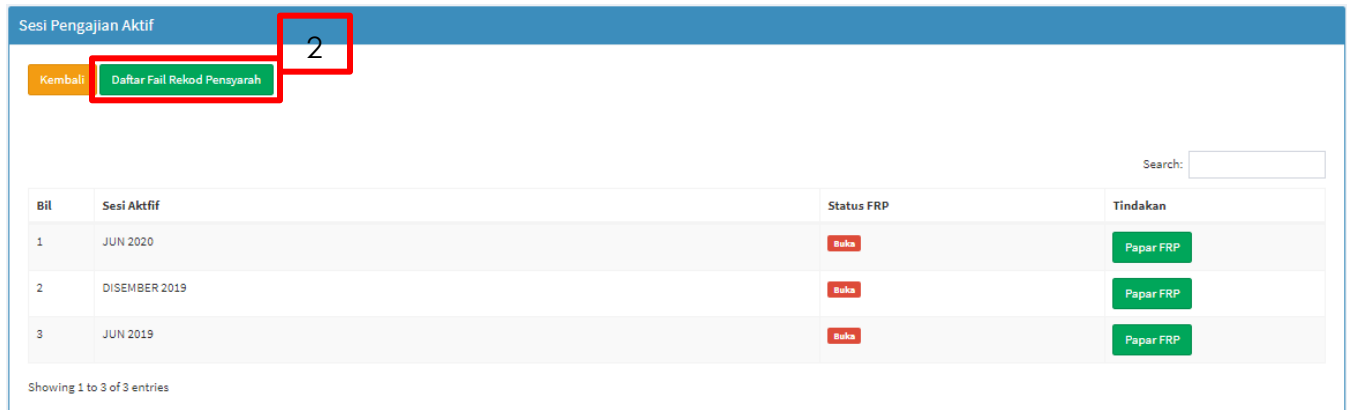 Sesi Pengajian Aktif
2
Kembali Daftar Fail Rekod Pensyarah
Search:
Bil Sesi Aktfif Status FRP Tindakan
1 JUN 2020 Buka Papar FRP
2 DISEMBER 2019 Buka Papar FRP
3 JUN 2019 Buka Papar FRP
Showing 1 to 3 of 3 entries